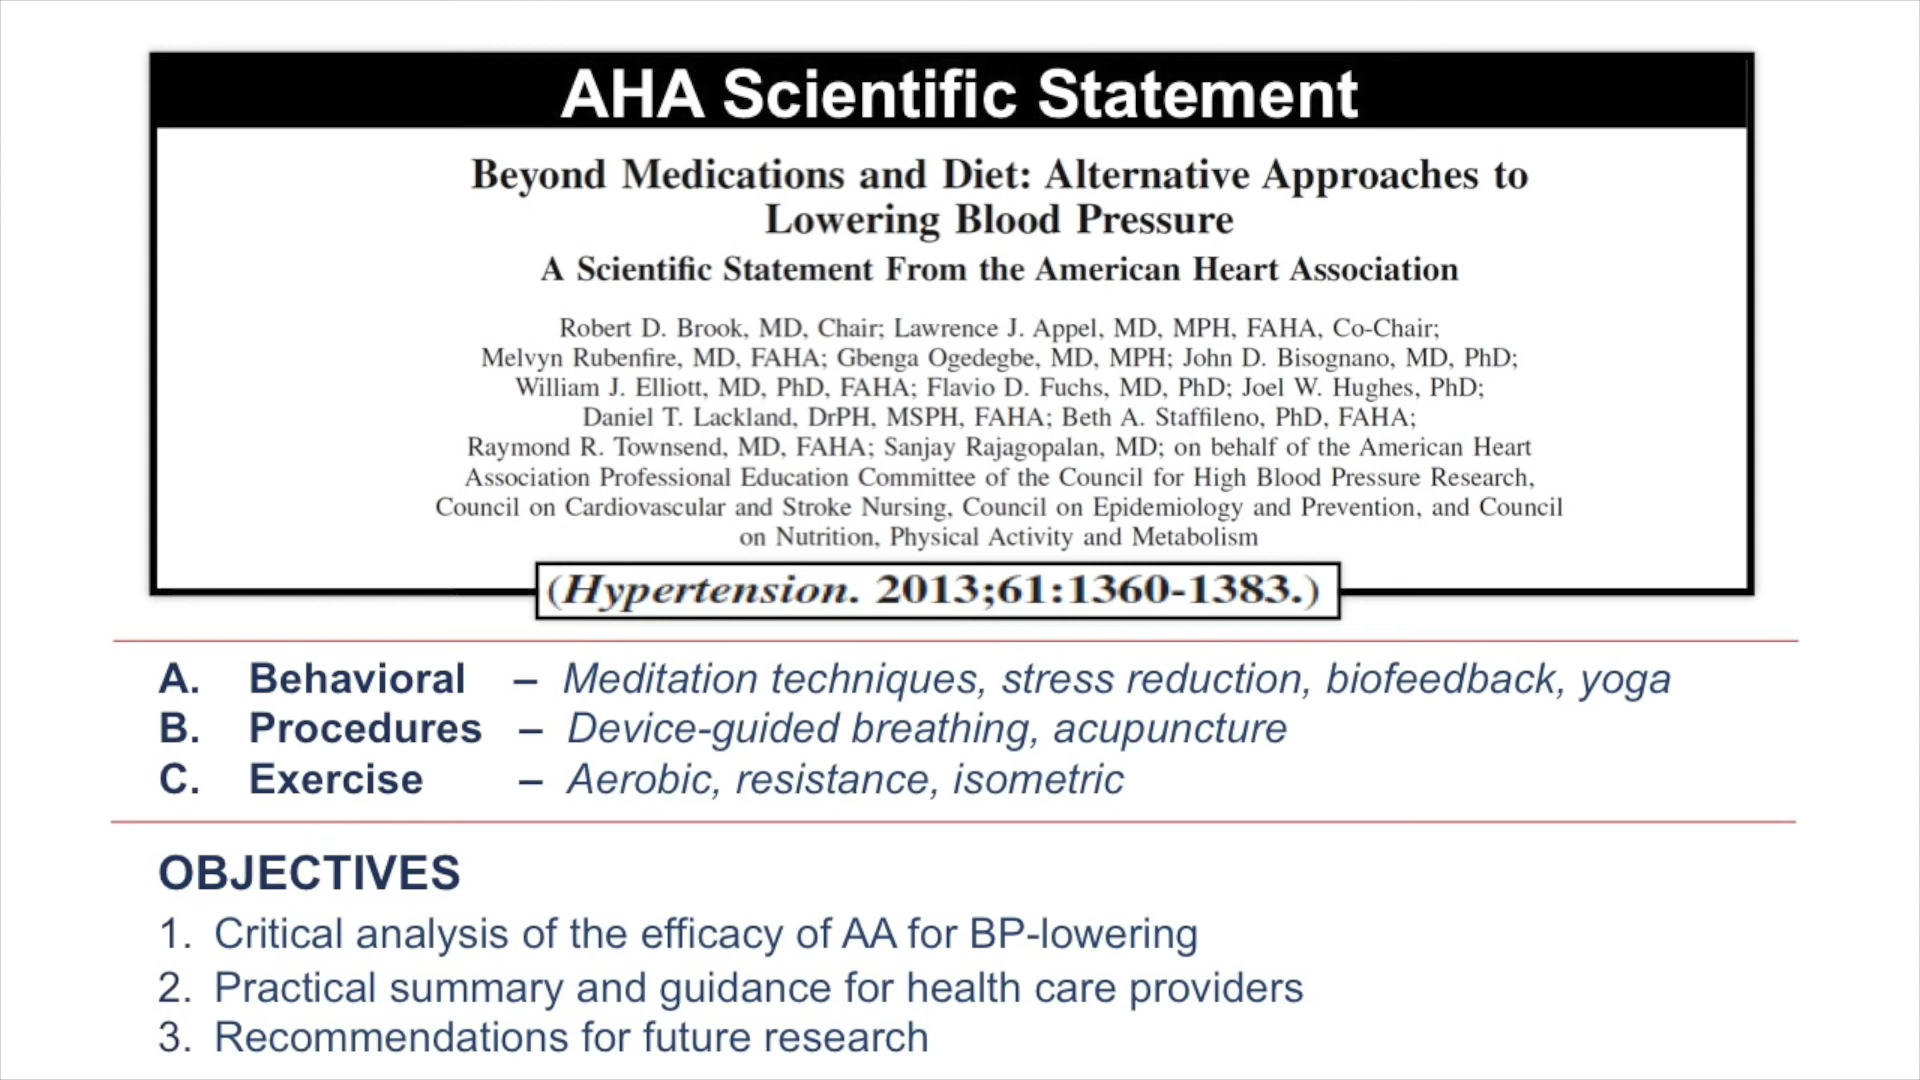 AHA Scientific Statement
Beyond Medications and Diet: Alternative Approaches to
Lowering Blood Pressure
A Scientific Statement From the American Heart Association
Robert D. Brook, MD, Chair; Lawrence J. Appel, MD, MPH, FAHA, Co-Chair;
Melvyn Rubenfire, MD, FAHA; Gbenga Ogedegbe, MD, MPH; John D. Bisognano, MD, PhD;
William J. Elliott, MD, PhD, FAHA; Flavio D. Fuchs, MD, PhD; Joel W. Hughes, PhD;
Daniel T. Lackland, DrPH, MSPH, FAHA; Beth A. Staffileno, PhD, FAHA;
Raymond R. Townsend, MD, FAHA; Sanjay Rajagopalan, MD; on behalf of the American Heart
Association Professional Education Committee of the Council for High Blood Pressure Research,
Council on Cardiovascular and Stroke Nursing, Council on Epidemiology and Prevention, and Council
on Nutrition, Physical Activity and Metabolism
(Hypertension. 2013;61:1360-1383.)
A. Behavioral – Meditation techniques, stress reduction, biofeedback, yoga
B. Procedures – Device-guided breathing, acupuncture
C. Exercise – Aerobic, resistance, isometric
OBJECTIVES
1. Critical analysis of the efficacy of AA for BP-lowering
2. Practical summary and guidance for health care providers
3. Recommendations for future research